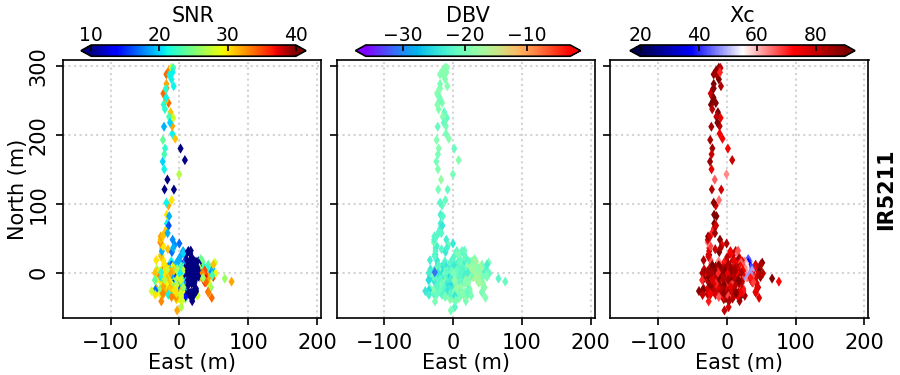 SNR DBV Xc
10 20 30 40 −30 −20 −10 20 40 60 80
300
200
100
0
North (m)
IR5211
−100 0 100 200 −100 0 100 200 −100 0 100 200
East (m) East (m) East (m)